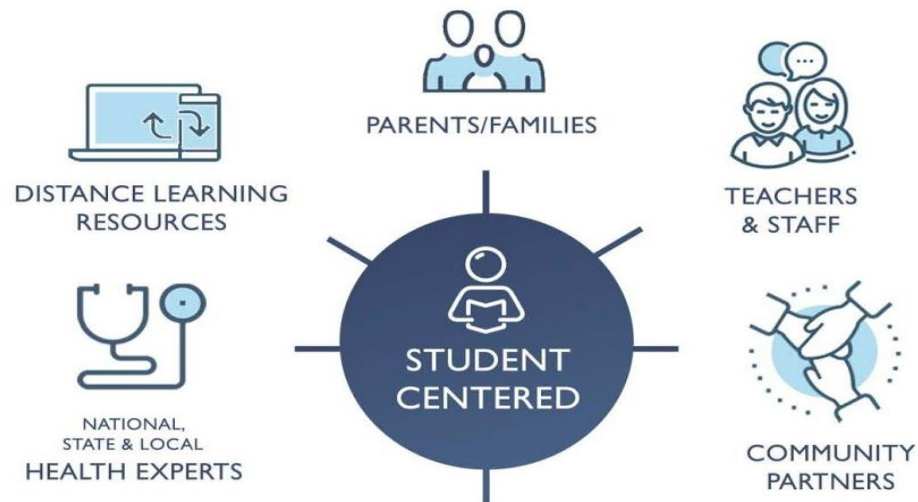 PARENTS/FAMILIES
DISTANCE LEARNING
RESOURCES
TEACHERS
& STAFF
STUDENT
CENTERED
NATIONAL,
STATE & LOCAL
HEALTH EXPERTS
COMMUNITY
PARTNERS